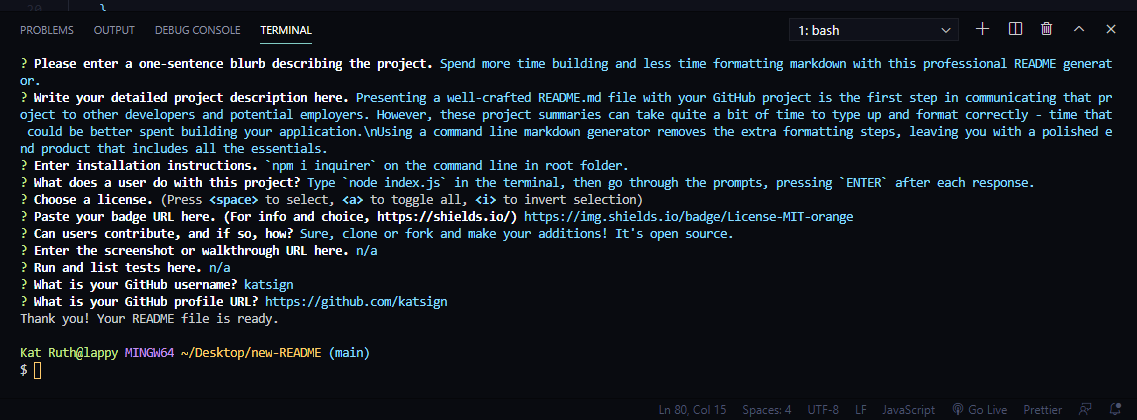 20 }
PROBLEMS OUTPUT DEBUG CONSOLE TERMINAL 1: bash
? Please enter a one-sentence blurb describing the project. Spend more time building and less time formatting markdown with this professional README generat
or.
? Write your detailed project description here. Presenting a well-crafted README.md file with your GitHub project is the first step in communicating that pr
oject to other developers and potential employers. However, these project summaries can take quite a bit of time to type up and format correctly - time that
could be better spent building your application.\nUsing a command line markdown generator removes the extra formatting steps, leaving you with a polished e
nd product that includes all the essentials.
? Enter installation instructions. `npm i inquirer` on the command line in root folder.
? What does a user do with this project? Type `node index.js` in the terminal, then go through the prompts, pressing `ENTER` after each response.
? Choose a license. (Press <space> to select, <a> to toggle all, <i> to invert selection)
? Paste your badge URL here. (For info and choice, https://shields.io/) https://img.shields.io/badge/License-MIT-orange
? Can users contribute, and if so, how? Sure, clone or fork and make your additions! It's open source.
? Enter the screenshot or walkthrough URL here. n/a
? Run and list tests here. n/a
? What is your GitHub username? katsign
? What is your GitHub profile URL? https://github.com/katsign
Thank you! Your README file is ready.
Kat Ruth@lappy MINGW64 ~/Desktop/new-README (main)
$
Ln 80, Col 15 Spaces: 4 UTF-8 LF JavaScript Go Live Prettier